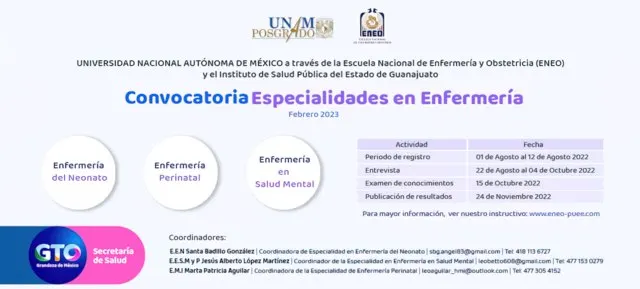 UNAM
POSGRADO
ENEO
UNIVERSIDAD NACIONAL AUTÓNOMA DE MÉXICO a través de la Escuela Nacional de Enfermería y Obstetricia (ENEO)
y el Instituto de Salud Pública del Estado de Guanajuato
Convocatoria Especialidades en Enfermería
Febrero 2023
Enfermería
del Neonato
Enfermería
Perinatal
Enfermería
en
Salud Mental
Actividad Fecha
Periodo de registro 01 de Agosto al 12 de Agosto 2022
Entrevista 22 de Agosto al 04 de Octubre 2022
Examen de conocimientos 15 de Octubre 2022
Publicación de resultados 24 de Noviembre 2022
Para mayor información, ver nuestro instructivo: www.eneo-puee.com
GTO
Grandeza de México
Secretaría
de Salud
Coordinadores:
E.E.N Santa Badillo González | Coordinadora de Especialidad en Enfermería del Neonato | sbg.angel83@gmail.com | Tel: 418 113 6727
E.E.S.M y P Jesús Alberto López Martínez | Coordinador de la Especialidad en Enfermería en Salud Mental | leobetto608@gmail.com | Tel: 477 153 0279
E.M.I Marta Patricia Aguilar | Coordinadora de la Especialidad de Enfermería Perinatal | leoaguilar_hmi@outlook.com | Tel: 477 305 4152